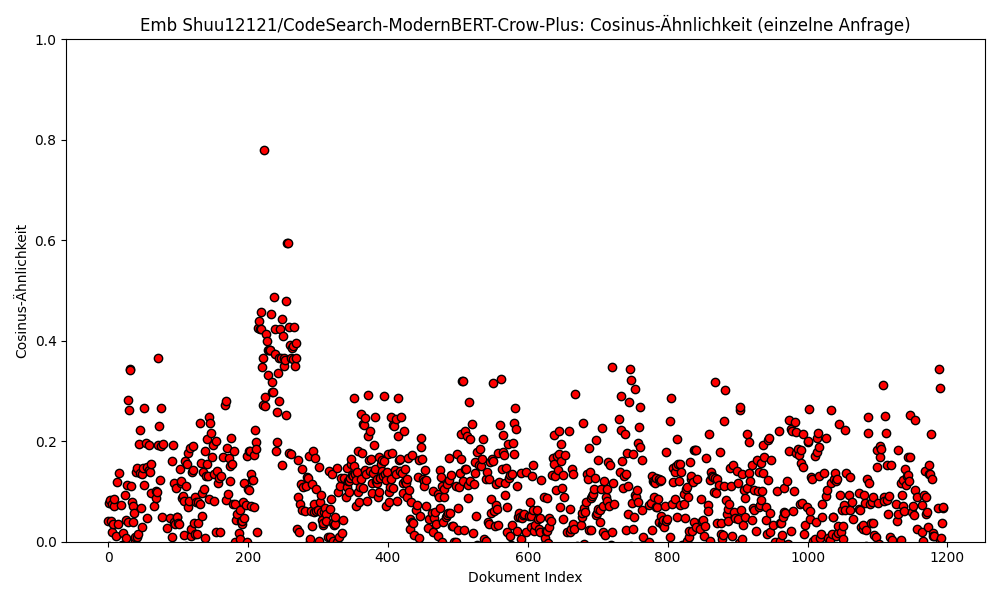 Emb Shuu12121/CodeSearch-ModernBERT-Crow-Plus: Cosinus-Ähnlichkeit (einzelne Anfrage)
1.0
0.8
0.6
0.4
0.2
0.0
Cosinus-Ähnlichkeit
0 200 400 600 800 1000 1200
Dokument Index